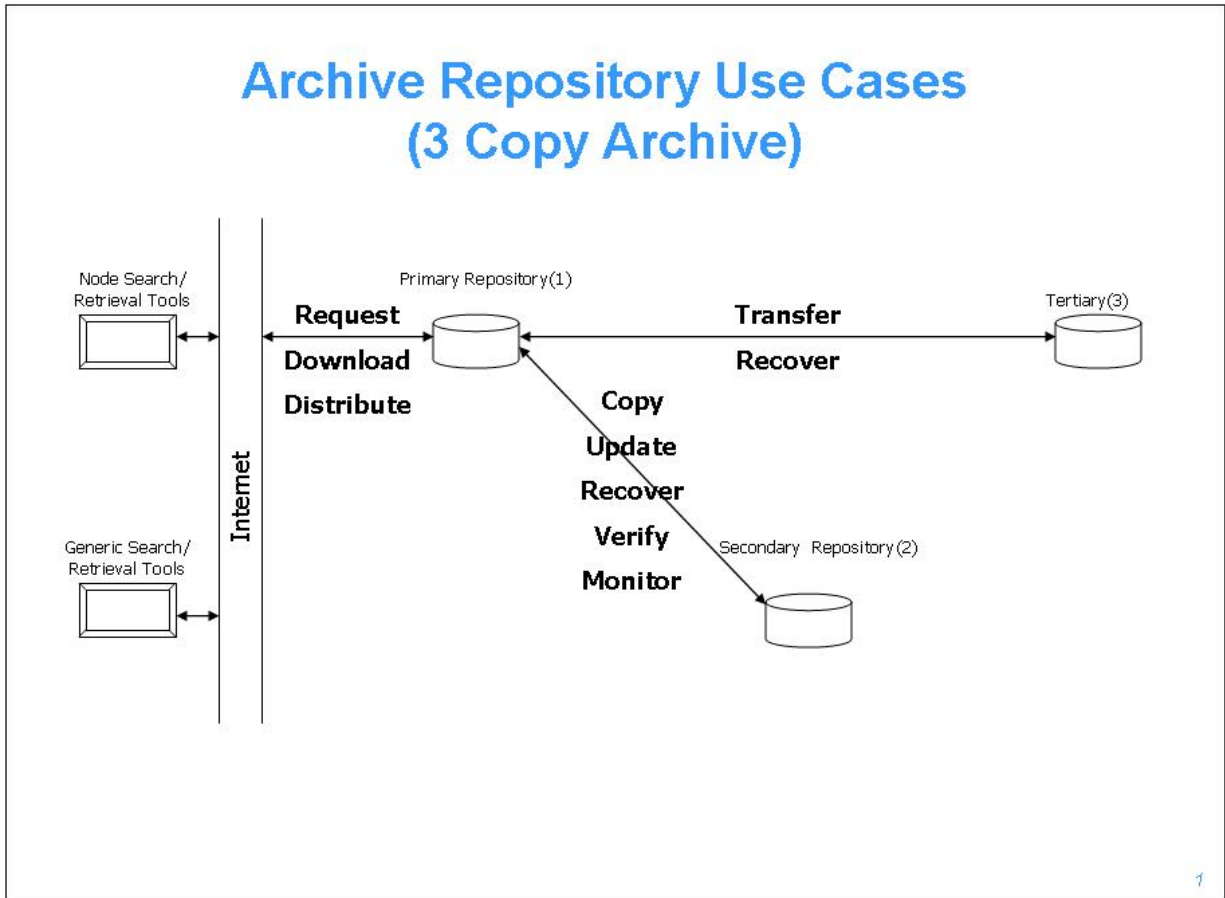 Archive Repository Use Cases
(3 Copy Archive)
Node Search/
Retrieval Tools
Primary Repository(1)
Tertiary(3)
Request
Download
Distribute
Transfer
Recover
Copy
Update
Recover
Verify
Monitor
Internet
Generic Search/
Retrieval Tools
Secondary Repository(2)